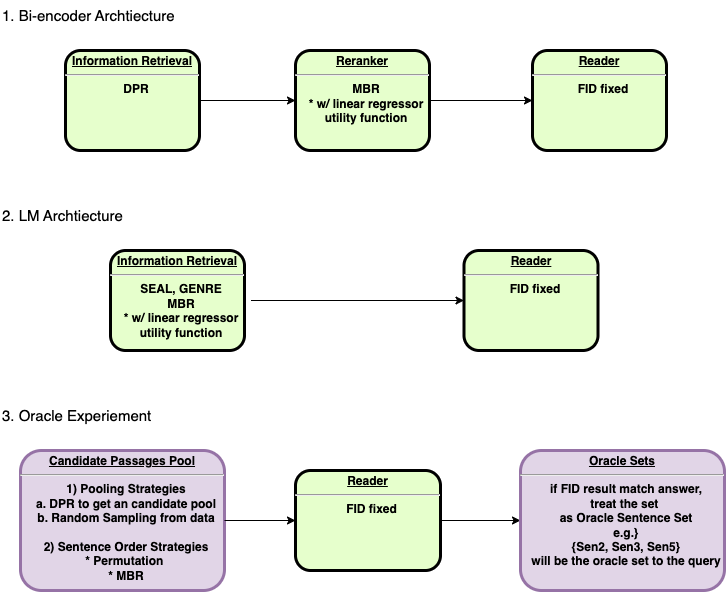 1. Bi-encoder Archtiecture
Information Retrieval
DPR
Reranker
MBR
* w/ linear regressor
utility function
Reader
FID fixed
2. LM Archtiecture
Information Retrieval
SEAL, GENRE
MBR
* w/ linear regressor
utility function
Reader
FID fixed
3. Oracle Experiement
Candidate Passages Pool
1) Pooling Strategies
a. DPR to get an candidate pool
b. Random Sampling from data
2) Sentence Order Strategies
* Permutation
* MBR
Reader
FID fixed
Oracle Sets
if FID result match answer,
treat the set
as Oracle Sentence Set
e.g.}
{Sen2, Sen3, Sen5}
will be the oracle set to the query